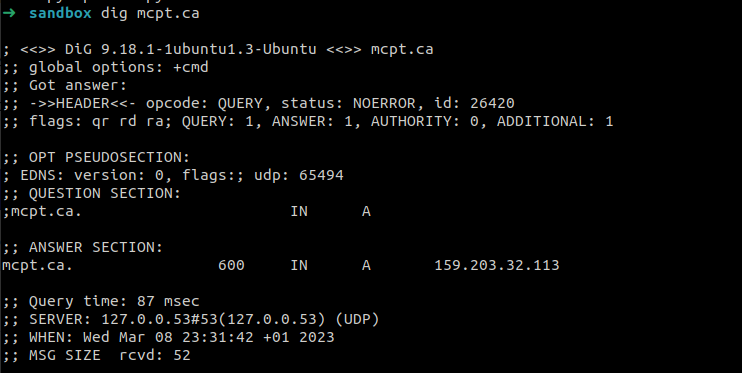 ➜ sandbox dig mcpt.ca
; <<>> DiG 9.18.1-1ubuntu1.3-Ubuntu <<>> mcpt.ca
;; global options: +cmd
;; Got answer:
;; ->>HEADER<<- opcode: QUERY, status: NOERROR, id: 26420
;; flags: qr rd ra; QUERY: 1, ANSWER: 1, AUTHORITY: 0, ADDITIONAL: 1
;; OPT PSEUDOSECTION:
; EDNS: version: 0, flags:; udp: 65494
;; QUESTION SECTION:
;mcpt.ca. IN A
;; ANSWER SECTION:
mcpt.ca. 600 IN A 159.203.32.113
;; Query time: 87 msec
;; SERVER: 127.0.0.53#53(127.0.0.53) (UDP)
;; WHEN: Wed Mar 08 23:31:42 +01 2023
;; MSG SIZE rcvd: 52